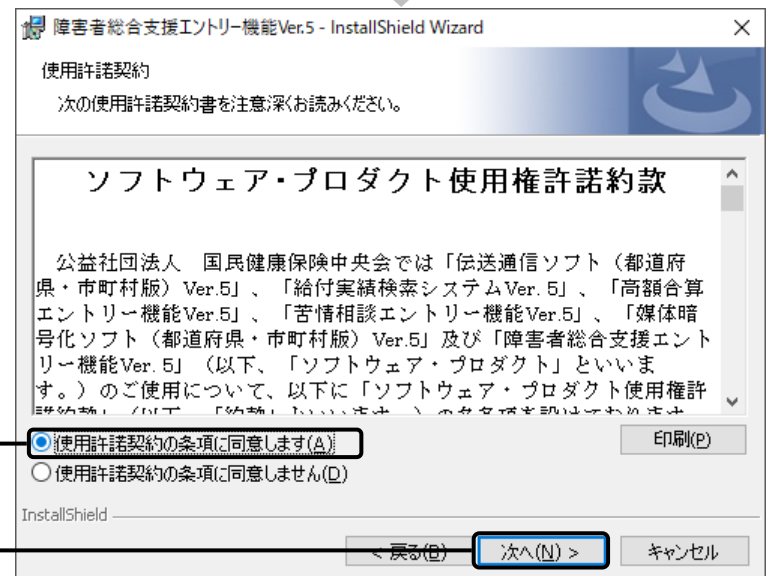 障害者総合支援エントリー機能Ver.5 - InstallShield Wizard
使用許諾契約
次の使用許諾契約書を注意深くお読みください。
ソフトウェア・プロダクト使用権許諾約款
公益社団法人 国民健康保険中央会では「伝送通信ソフト(都道府
県・市町村版)Ver.5」、「給付実績検索システムVer.5」、「高額合算
エントリー機能Ver.5」、「苦情相談エントリー機能Ver.5」、「媒体暗
号化ソフト(都道府県・市町村版)Ver.5」及び「障害者総合支援エント
リー機能Ver.5」(以下、「ソフトウェア・プロダクト」といいま
す。)のご使用について、以下に「ソフトウェア・プロダクト使用権許
使用許諾契約の条項に同意します(A)
印刷(P)
使用許諾契約の条項に同意しません(D)
InstallShield
< 戻る(B)
次へ(N) >
キャンセル